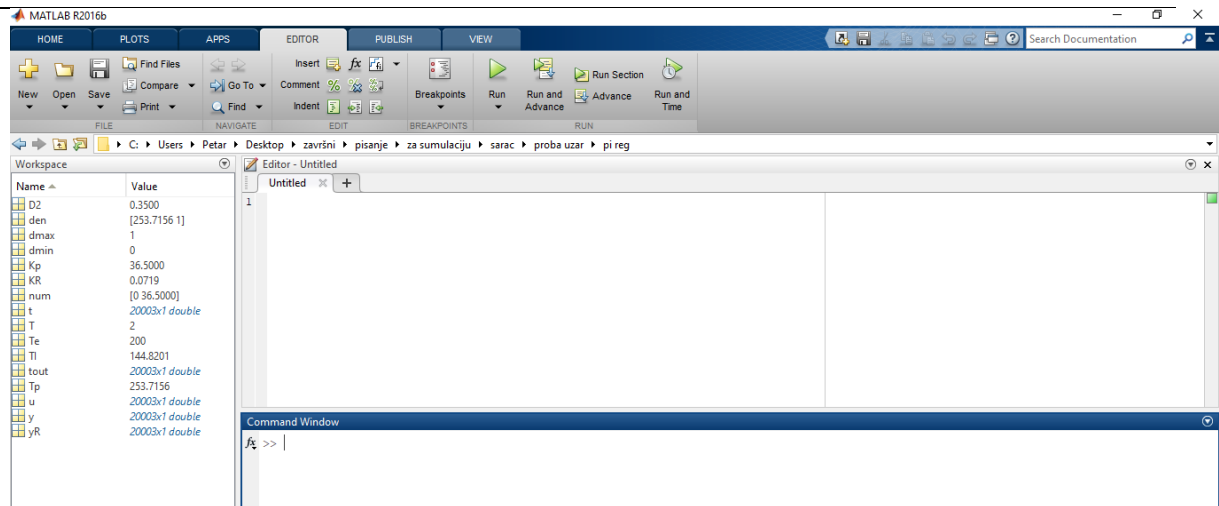 MATLAB R2016b
HOME PLOTS APPS EDITOR PUBLISH VIEW Search Documentation
New Open Save
Find Files
Compare
Print
FILE
Go To
Find
NAVIGATE
Insert fx
Comment
Indent
EDIT
Breakpoints
BREAKPOINTS
Run
Run and Advance
Run Section
Advance
Run and Time
RUN
C: Users Petar Desktop završni pisanje za sumulaciju sarac proba uzar pi reg
Workspace
Name Value
D2 0.3500
den [253.7156 1]
dmax 1
dmin 0
Kp 36.5000
KR 0.0719
num [0 36.5000]
t 20003x1 double
T 2
Te 200
TI 144.8201
tout 20003x1 double
Tp 253.7156
u 20003x1 double
y 20003x1 double
yR 20003x1 double
Editor - Untitled
Untitled
1
Command Window
fx >>